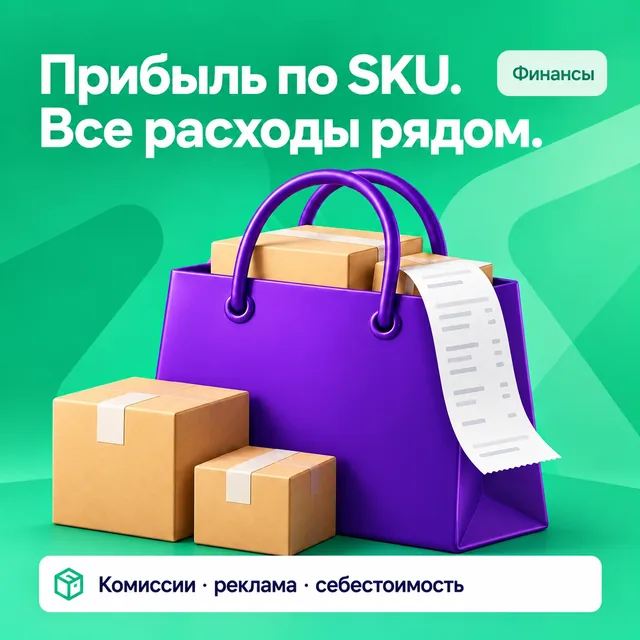 Прибыль по SKU.
Все расходы рядом.
Финансы
Комиссии · реклама · себестоимость